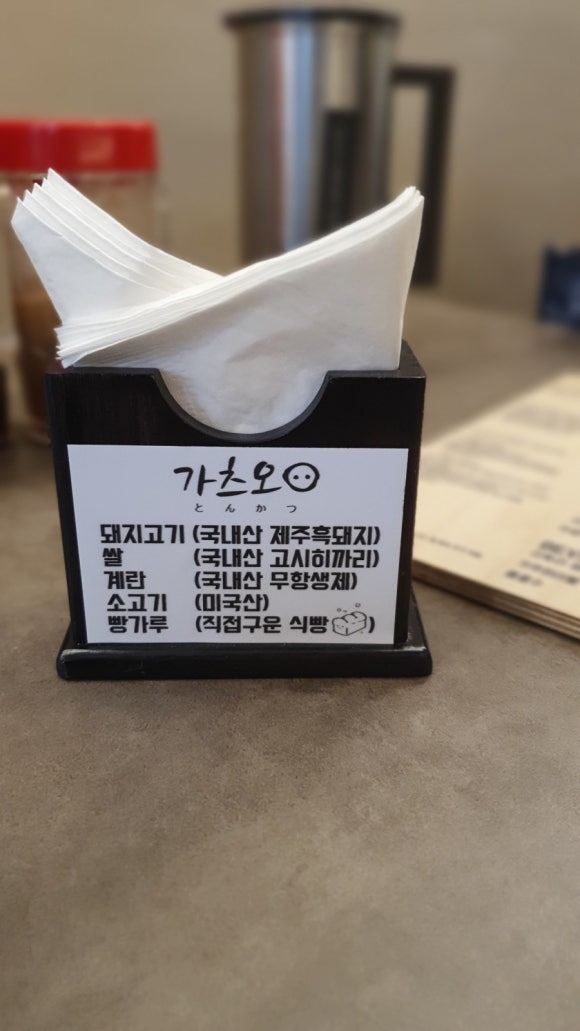 가츠오
とんかつ
돼지고기 (국내산 제주흑돼지)
쌀 (국내산 고시히까리)
계란 (국내산 무항생제)
소고기 (미국산)
빵가루 (직접구운 식빵)